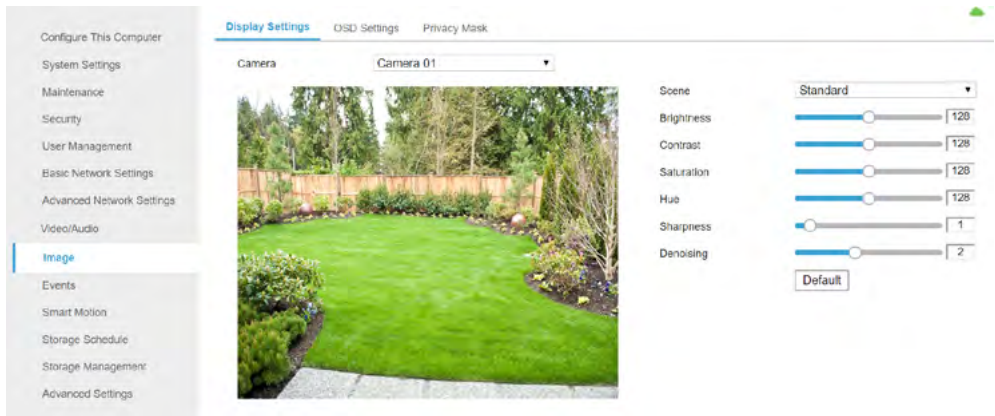 Configure This Computer
System Settings
Maintenance
Security
User Management
Basic Network Settings
Advanced Network Settings
Video/Audio
Image
Events
Smart Motion
Storage Schedule
Storage Management
Advanced Settings
Display Settings OSD Settings Privacy Mask
Camera Camera 01
Scene Standard
Brightness 128
Contrast 128
Saturation 128
Hue 128
Sharpness 1
Denoising 2
Default